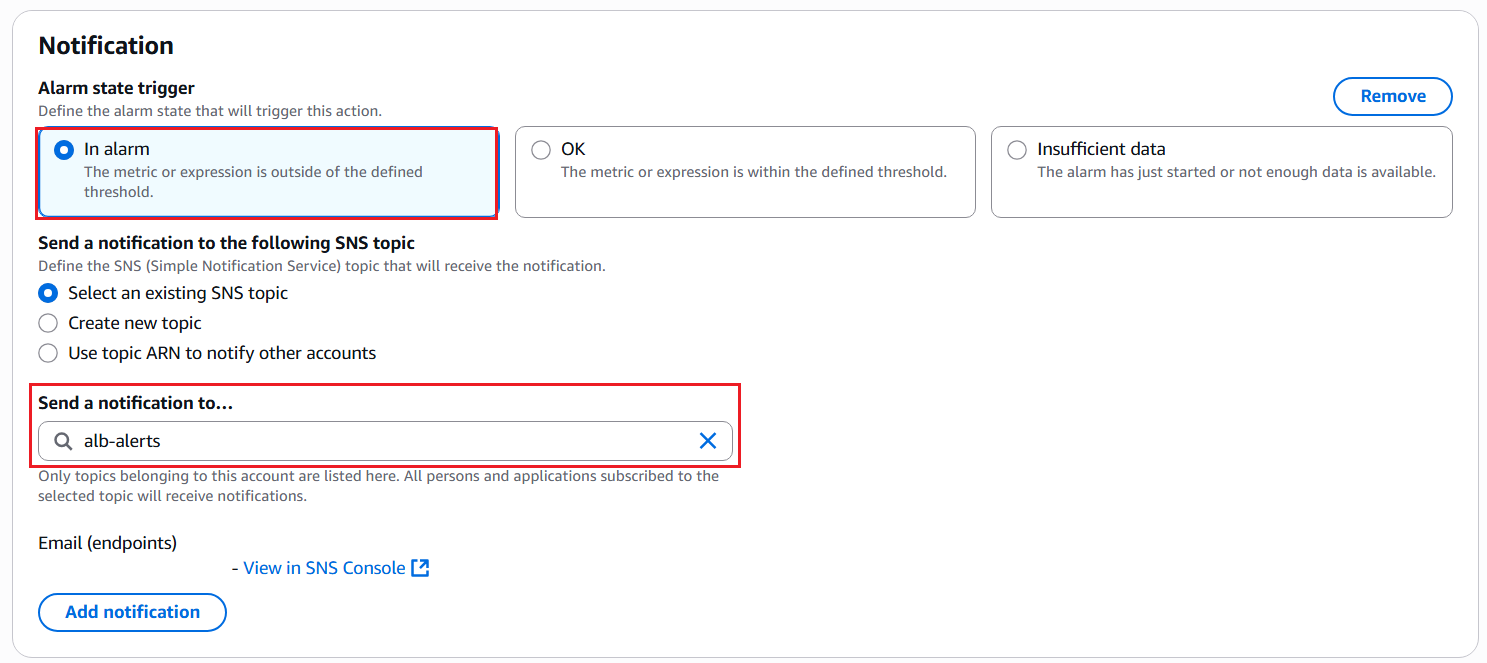 Notification
Alarm state trigger
Define the alarm state that will trigger this action.
Remove
In alarm
The metric or expression is outside of the defined
threshold.
OK
The metric or expression is within the defined threshold.
Insufficient data
The alarm has just started or not enough data is available.
Send a notification to the following SNS topic
Define the SNS (Simple Notification Service) topic that will receive the notification.
Select an existing SNS topic
Create new topic
Use topic ARN to notify other accounts
Send a notification to…
alb-alerts
Only topics belonging to this account are listed here. All persons and applications subscribed to the
selected topic will receive notifications.
Email (endpoints)
- View in SNS Console
Add notification